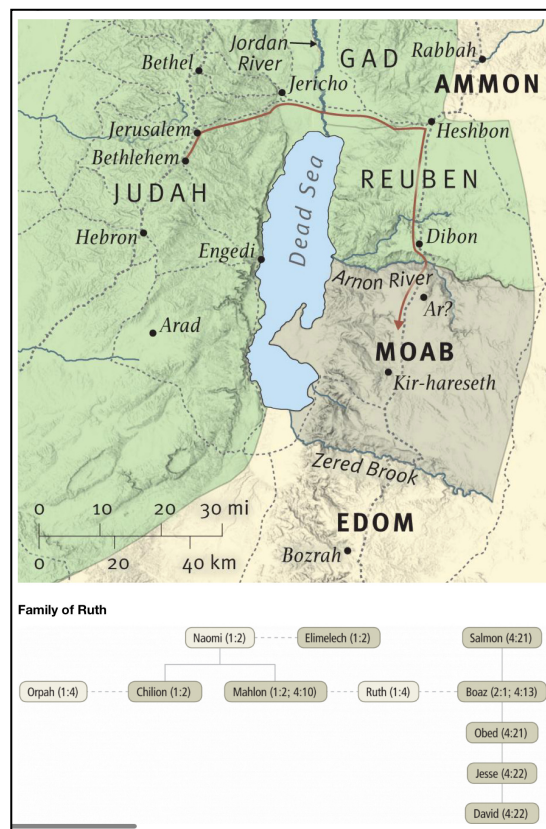 Jordan
River
GAD
Rabbah
Bethel
AMMON
Jericho
Jerusalem
Heshbon
Bethlehem
JUDAH
REUBEN
Dead Sea
Hebron
Dibon
Engedi
Arnon River
Ar?
Arad
MOAB
Kir-hareseth
Zered Brook
0 10 20 30 mi
0 20 40 km
EDOM
Bozrah
Family of Ruth
Naomi (1:2) Elimelech (1:2) Salmon (4:21)
Orpah (1:4) Chilion (1:2) Mahlon (1:2; 4:10) Ruth (1:4) Boaz (2:1; 4:13)
Obed (4:21)
Jesse (4:22)
David (4:22)